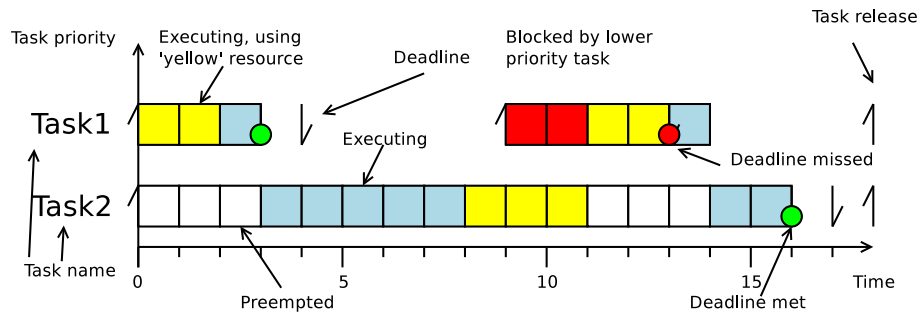 Task release
Task priority
Executing, using
'yellow' resource
Deadline
Blocked by lower
priority task
Task1
Executing
Deadline missed
Task2
Task name
0
5
10
15
Time
Preempted
Deadline met